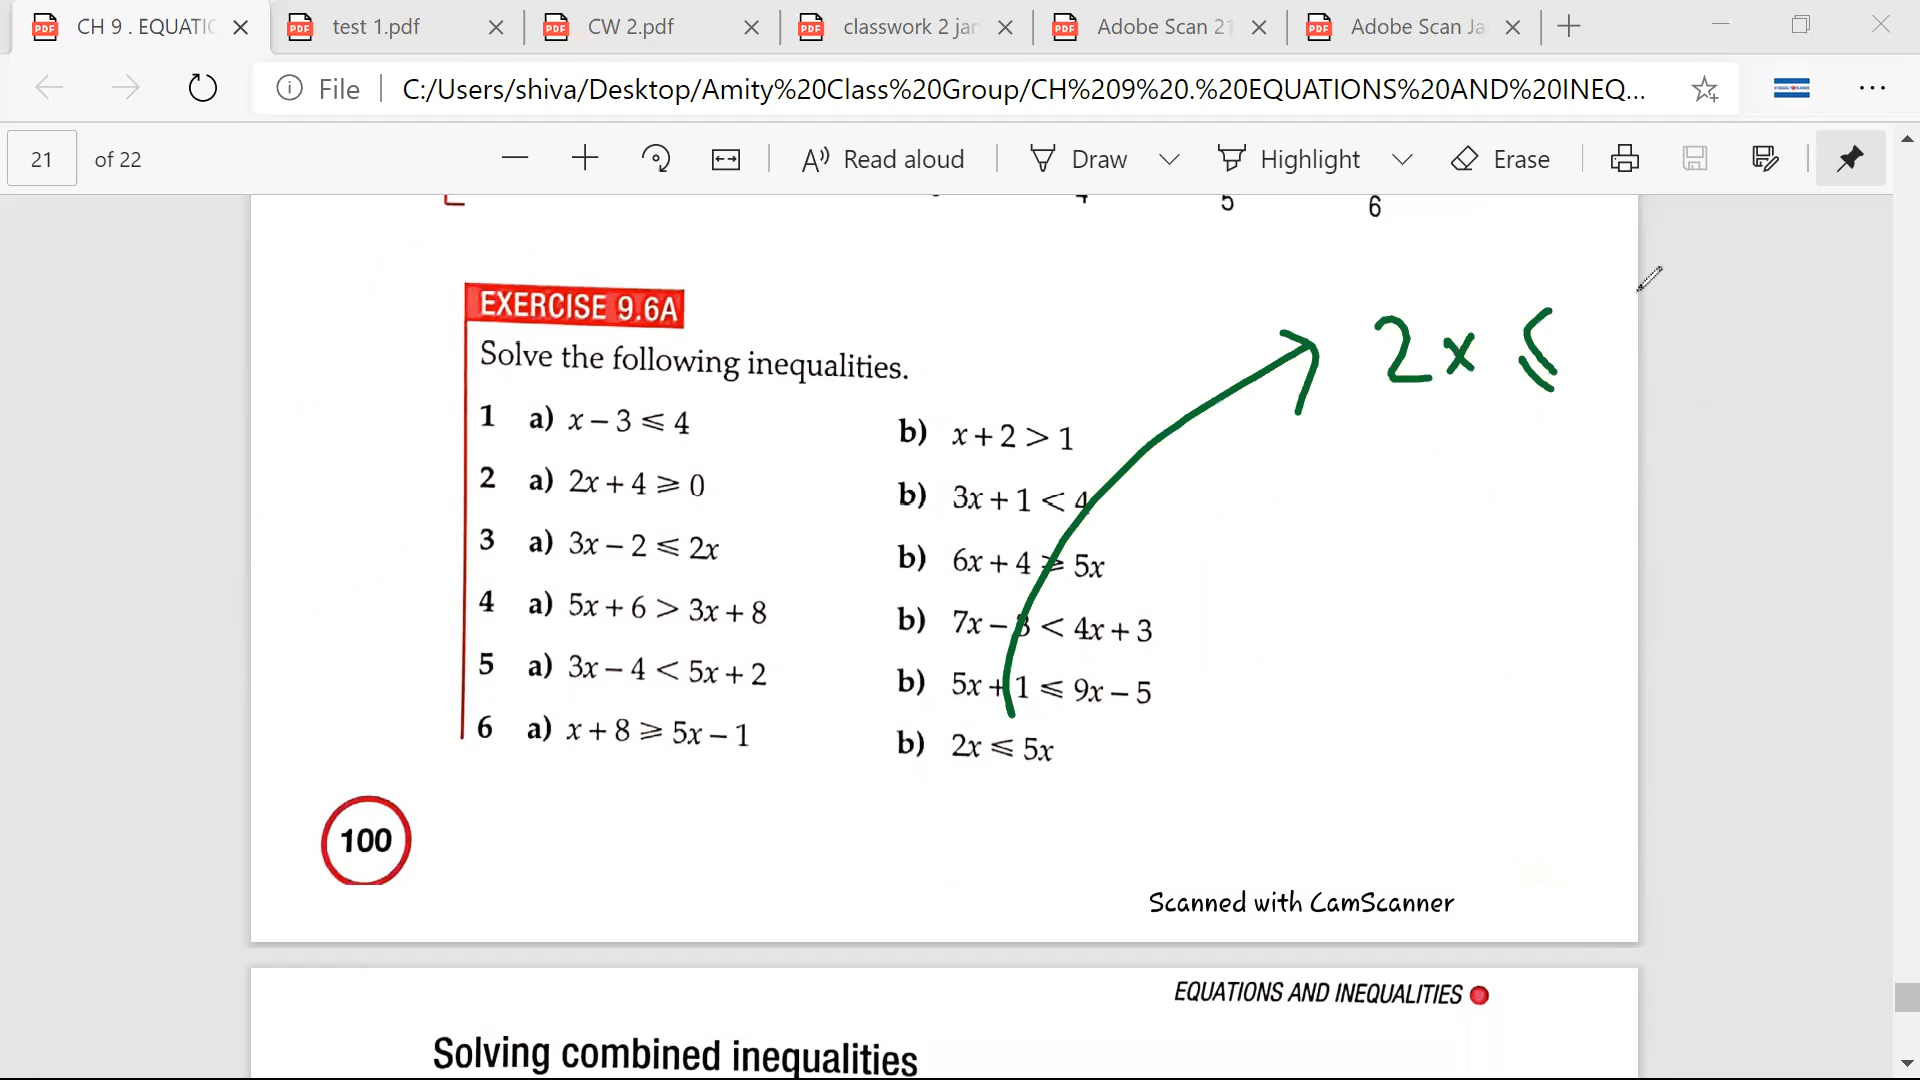 CH 9 . EQUATIC
test 1.pdf
CW 2.pdf
classwork 2 jan
Adobe Scan 21
Adobe Scan Ja
File
C:/Users/shiva/Desktop/Amity%20Class%20Group/CH%209%20.%20EQUATIONS%20AND%20INEQ...
21 of 22
Read aloud
Draw
Highlight
Erase
5
6
EXERCISE 9.6A
Solve the following inequalities.
1 a) x − 3 ⩽ 4 b) x + 2 > 1
2 a) 2x + 4 ⩾ 0 b) 3x + 1 < 4
3 a) 3x − 2 ⩽ 2x b) 6x + 4 ⩾ 5x
4 a) 5x + 6 > 3x + 8 b) 7x − 3 < 4x + 3
5 a) 3x − 4 < 5x + 2 b) 5x + 1 ⩽ 9x − 5
6 a) x + 8 ⩾ 5x − 1 b) 2x ⩽ 5x
2x ⩽
100
Scanned with CamScanner
EQUATIONS AND INEQUALITIES
Solving combined inequalities